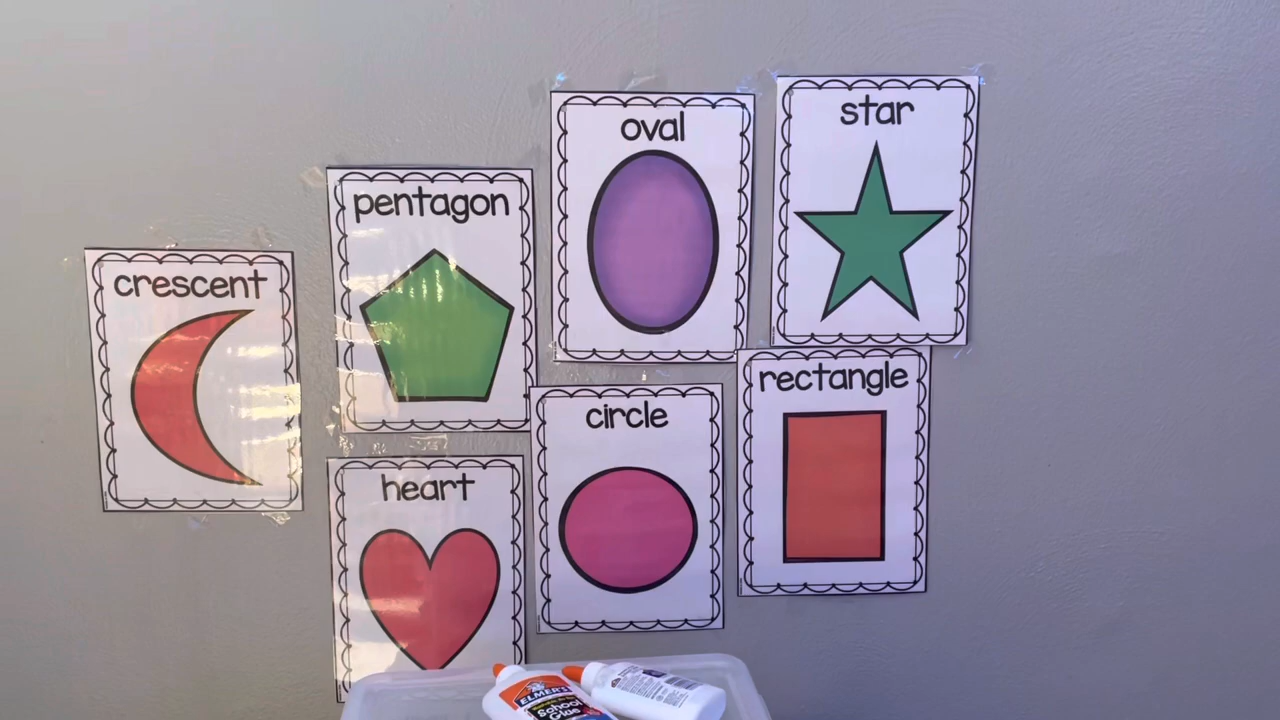 crescent
pentagon
oval
star
heart
circle
rectangle
ELMER'S
School
Glue